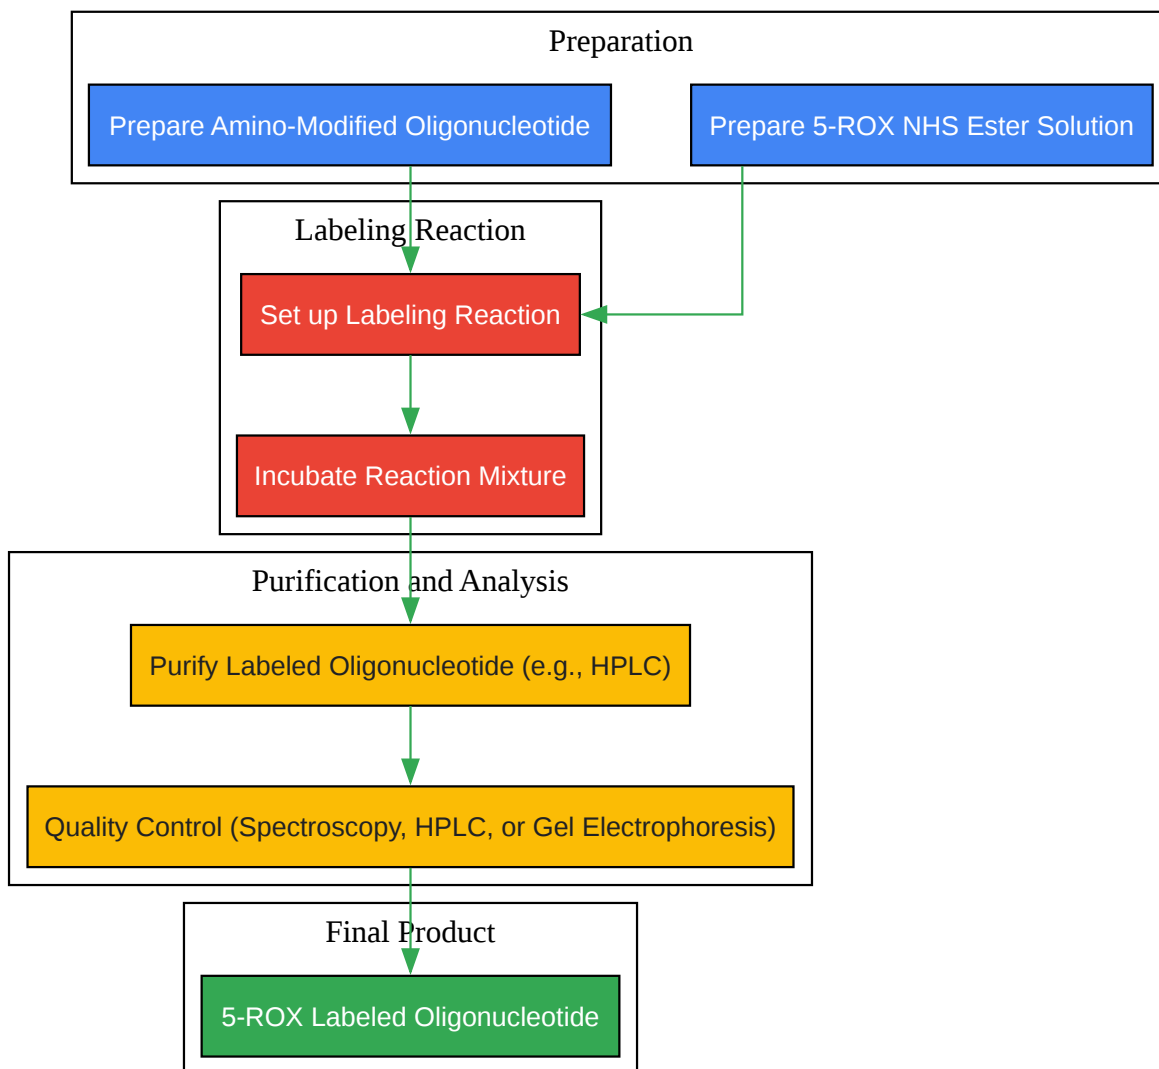 Preparation
Prepare Amino-Modified Oligonucleotide
Prepare 5-ROX NHS Ester Solution
Labeling Reaction
Set up Labeling Reaction
Incubate Reaction Mixture
Purification and Analysis
Purify Labeled Oligonucleotide (e.g., HPLC)
Quality Control (Spectroscopy, HPLC, or Gel Electrophoresis)
Final Product
5-ROX Labeled Oligonucleotide